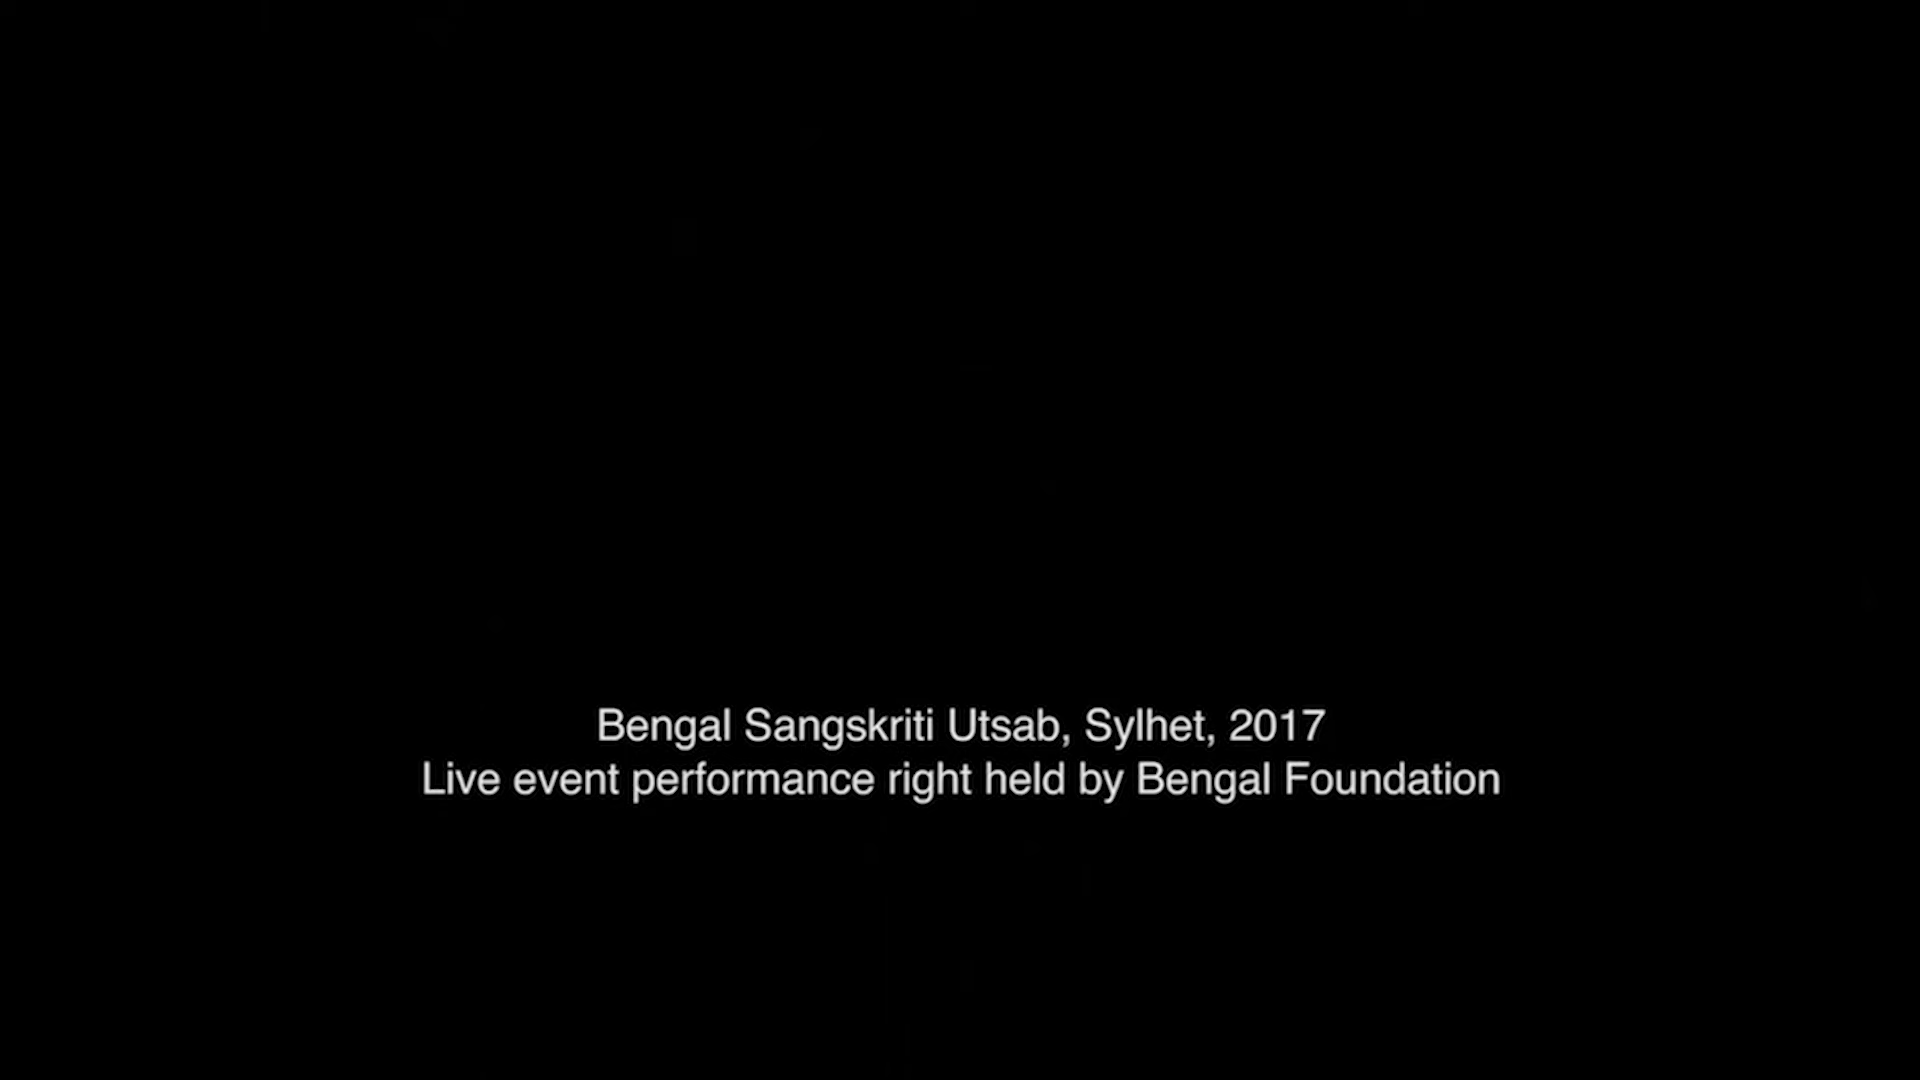 Bengal Sangskriti Utsab, Sylhet, 2017
Live event performance right held by Bengal Foundation